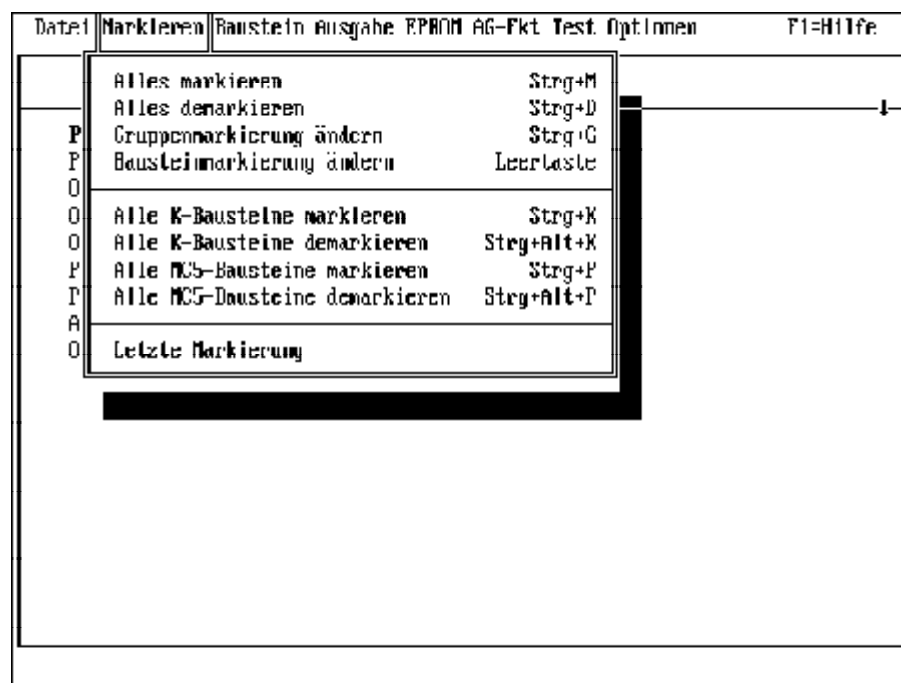 Datei Markieren Baustein Ausgabe EPROM AG-Fkt Test Optionen F1=Hilfe
Alles markieren Strg+M
Alles demarkieren Strg+D
P Gruppenmarkierung ändern Strg+G
P Bausteinmarkierung ändern Leertaste
O
O Alle K-Bausteine markieren Strg+K
O Alle K-Bausteine demarkieren Strg+Alt+K
P Alle MC5-Bausteine markieren Strg+P
P Alle MC5-Bausteine demarkieren Strg+Alt+P
A
O Letzte Markierung